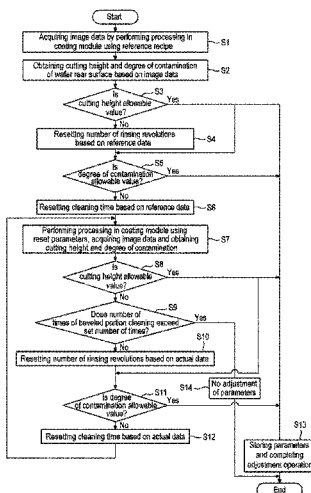 Start
Acquiring image data by performing processing in
coating module using reference recipe
S1
Obtaining cutting height and degree of contamination
of wafer rear surface based on image data
S2
Is
cutting height allowable
value?
S3
Yes
No
Resetting number of rinsing revolutions
based on reference data
S4
Is
degree of contamination
allowable value?
S5
Yes
No
Resetting cleaning time based on reference data
S6
Performing processing in coating module using
reset parameters, acquiring image data and obtaining
cutting height and degree of contamination
S7
Is
cutting height allowable
value?
S8
Yes
No
Dose number of
times of beveled portion cleaning exceed
set number of times?
S9
Yes
No
S10
Resetting number of rinsing revolutions based on actual data
S14
No adjustment
of parameters
Is degree
of contamination allowable
value?
S11
Yes
No
Resetting cleaning time based on actual data
S12
S13
Storing parameters
and completing
adjustment operation
End